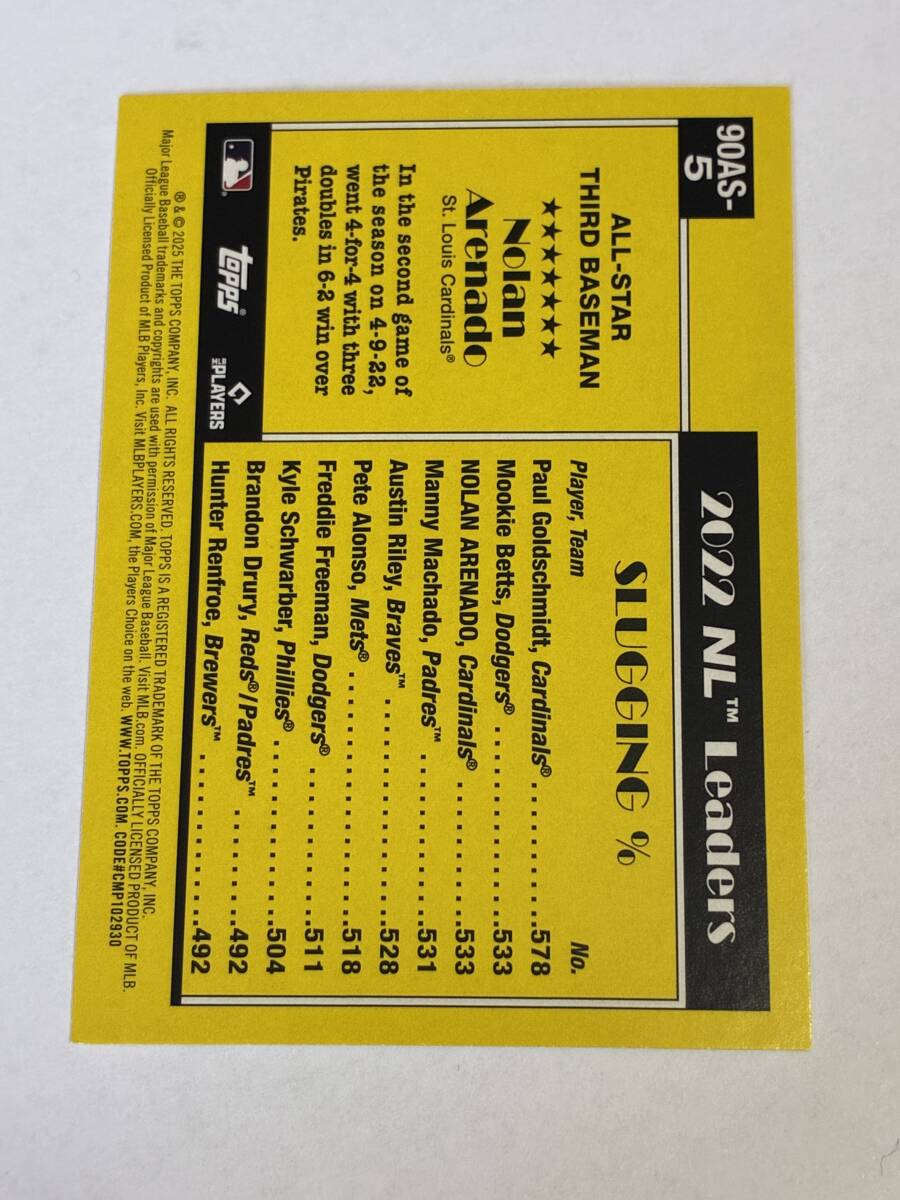 90AS-
5
ALL-STAR
THIRD BASEMAN
★★★★★★★
Nolan
Arenado
St. Louis Cardinals®
In the second game of
the season on 4-9-22,
went 4-for-4 with three
doubles in 6-2 win over
Pirates.
topps®
MLB PLAYERS
2022 NL™ Leaders
SLUGGING %
Player, Team No.
Paul Goldschmidt, Cardinals® .........578
Mookie Betts, Dodgers® .............533
NOLAN ARENADO, Cardinals® .........533
Manny Machado, Padres™ ...........531
Austin Riley, Braves™ ...............528
Pete Alonso, Mets® .................518
Freddie Freeman, Dodgers® ..........511
Kyle Schwarber, Phillies® ............504
Brandon Drury, Reds®/Padres™ .......492
Hunter Renfroe, Brewers™ ............492
® & © 2025 THE TOPPS COMPANY, INC. ALL RIGHTS RESERVED. TOPPS IS A REGISTERED TRADEMARK OF THE TOPPS COMPANY, INC.
Major League Baseball trademarks and copyrights are used with permission of Major League Baseball. Visit MLB.com. OFFICIALLY LICENSED PRODUCT OF MLB.
Officially Licensed Product of MLB Players, Inc. Visit MLBPLAYERS.COM, the Players Choice on the web. WWW.TOPPS.COM. CODE#CMP102930